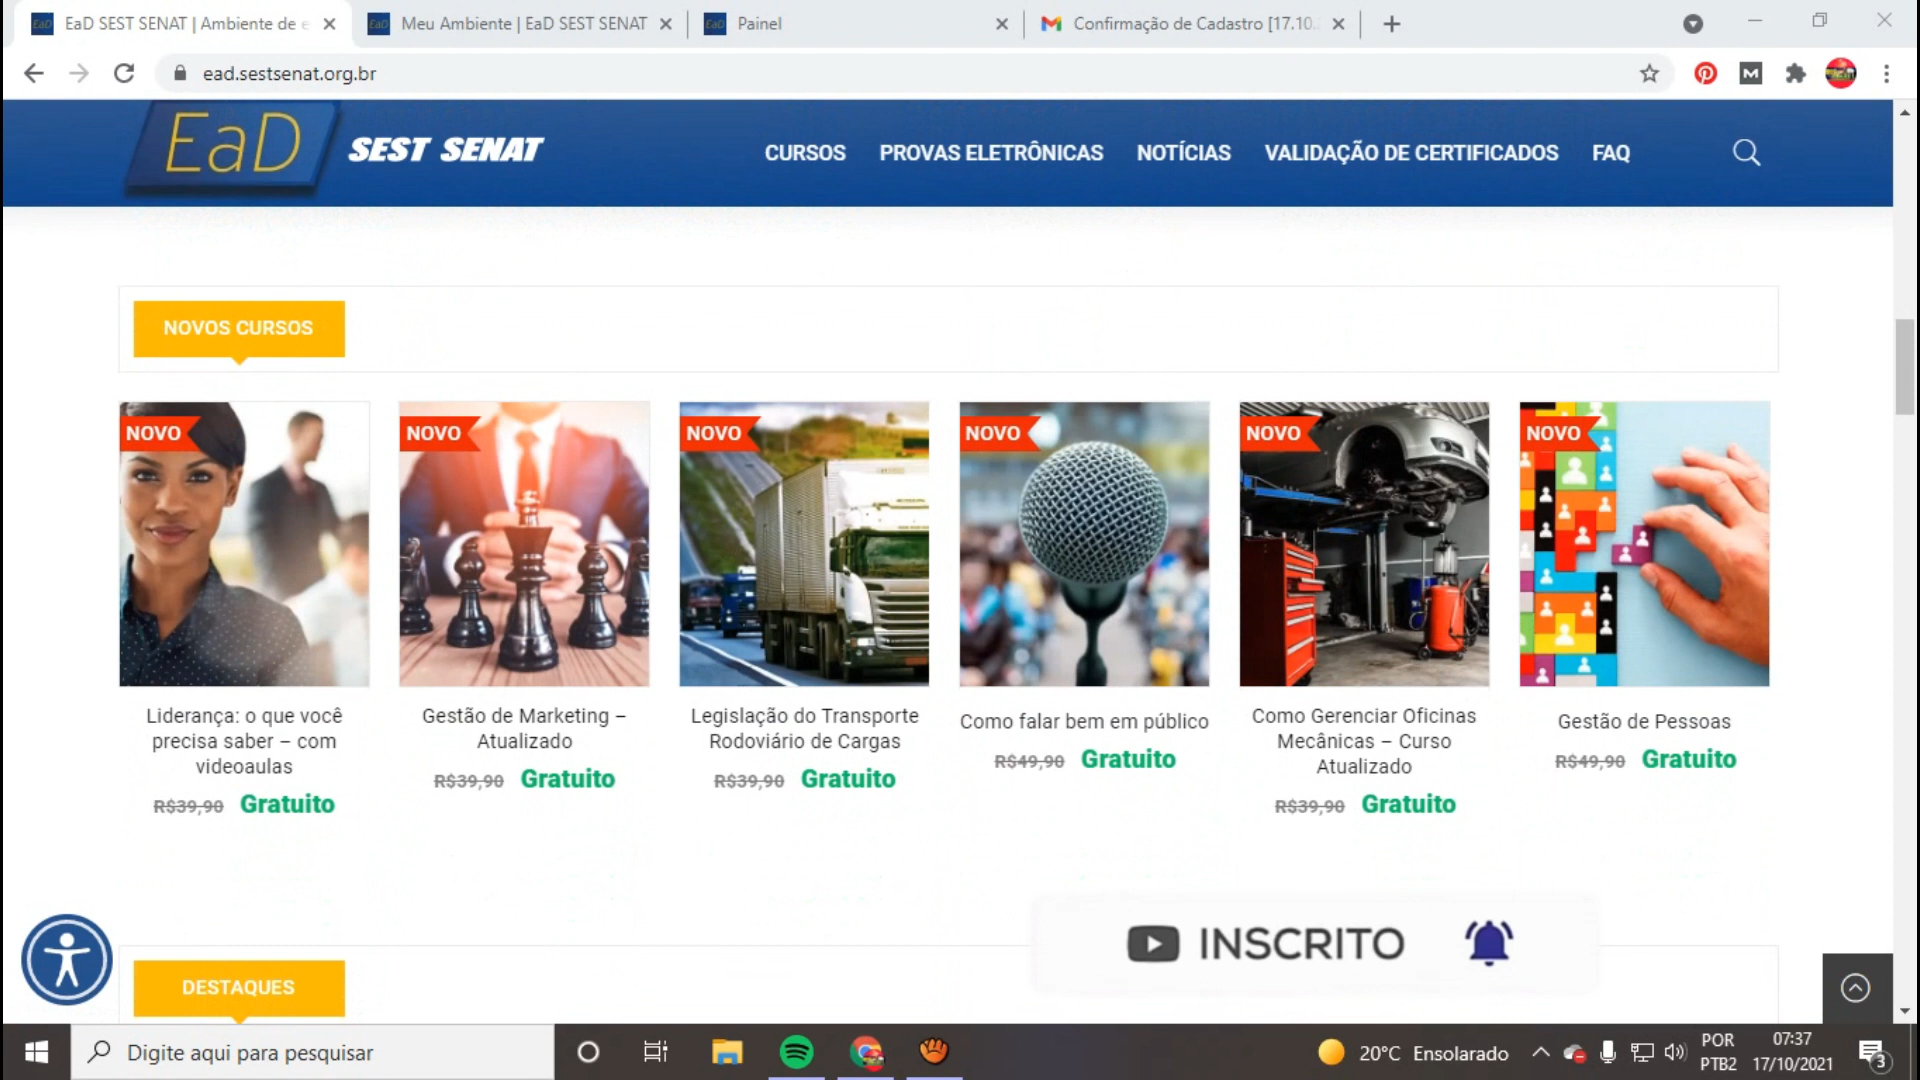 EaD SEST SENAT | Ambiente de e
Meu Ambiente | EaD SEST SENAT
Painel
Confirmação de Cadastro [17.10.
ead.sestsenat.org.br
EaD SEST SENAT
CURSOS PROVAS ELETRÔNICAS NOTÍCIAS VALIDAÇÃO DE CERTIFICADOS FAQ
NOVOS CURSOS
NOVO
Liderança: o que você
precisa saber – com
videoaulas
R$39,90 Gratuito
NOVO
Gestão de Marketing –
Atualizado
R$39,90 Gratuito
NOVO
Legislação do Transporte
Rodoviário de Cargas
R$39,90 Gratuito
NOVO
Como falar bem em público
R$49,90 Gratuito
NOVO
Como Gerenciar Oficinas
Mecânicas – Curso
Atualizado
R$39,90 Gratuito
NOVO
Gestão de Pessoas
R$49,90 Gratuito
INSCRITO
DESTAQUES
Digite aqui para pesquisar
20°C Ensolarado
POR
PTB2
07:37
17/10/2021
3